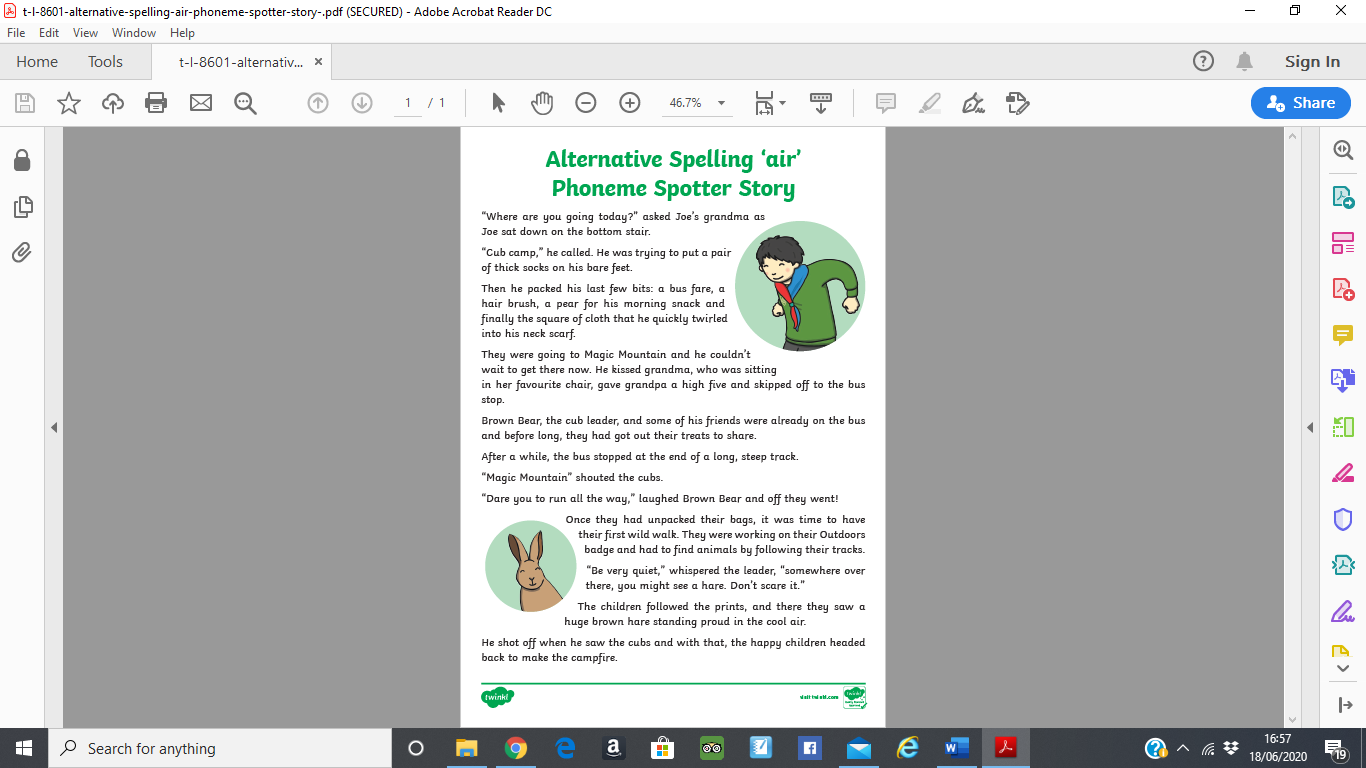 t-l-8601-alternative-spelling-air-phoneme-spotter-story-.pdf (SECURED) - Adobe Acrobat Reader DC
File Edit View Window Help
Home Tools t-l-8601-alternativ... × Sign In
1 / 1 46.7% Share
Alternative Spelling ‘air’
Phoneme Spotter Story
“Where are you going today?” asked Joe’s grandma as
Joe sat down on the bottom stair.
“Cub camp,” he called. He was trying to put a pair
of thick socks on his bare feet.
Then he packed his last few bits: a bus fare, a
hair brush, a pear for his morning snack and
finally the square of cloth that he quickly twirled
into his neck scarf.
They were going to Magic Mountain and he couldn’t
wait to get there now. He kissed grandma, who was sitting
in her favourite chair, gave grandpa a high five and skipped off to the bus
stop.
Brown Bear, the cub leader, and some of his friends were already on the bus
and before long, they had got out their treats to share.
After a while, the bus stopped at the end of a long, steep track.
“Magic Mountain” shouted the cubs.
“Dare you to run all the way,” laughed Brown Bear and off they went!
Once they had unpacked their bags, it was time to have
their first wild walk. They were working on their Outdoors
badge and had to find animals by following their tracks.
“Be very quiet,” whispered the leader, “somewhere over
there, you might see a hare. Don’t scare it.”
The children followed the prints, and there they saw a
huge brown hare standing proud in the cool air.
He shot off when he saw the cubs and with that, the happy children headed
back to make the campfire.
twinkl visit twinkl.com twinkl
Search for anything
16:57
18/06/2020
19